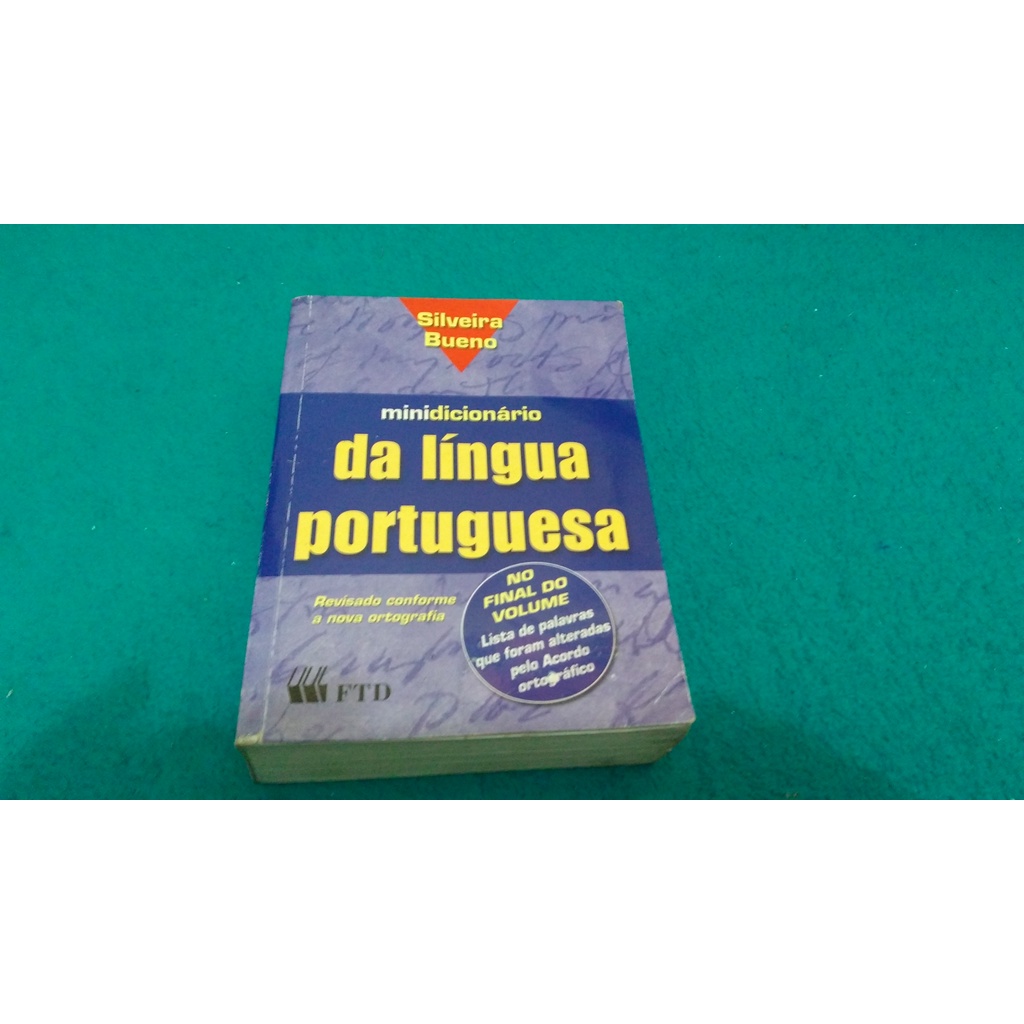 Silveira
Bueno
minidicionário
da língua
portuguesa
Revisado conforme
a nova ortografia
NO
FINAL DO
VOLUME
Lista de palavras
que foram alteradas
pelo Acordo
ortográfico
FTD